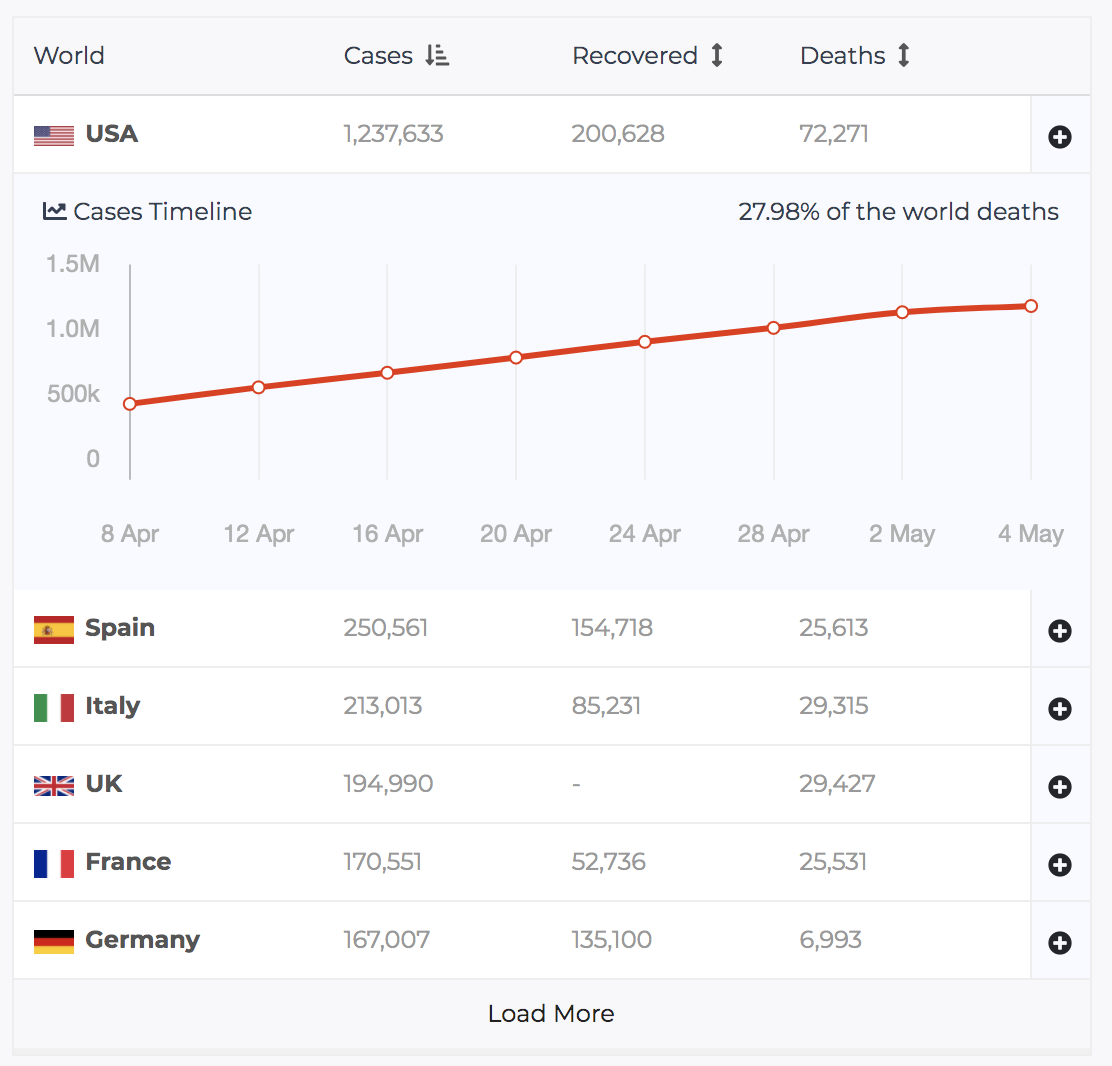 World Cases Recovered Deaths
USA 1,237,633 200,628 72,271
Cases Timeline 27.98% of the world deaths
1.5M
1.0M
500k
0
8 Apr 12 Apr 16 Apr 20 Apr 24 Apr 28 Apr 2 May 4 May
Spain 250,561 154,718 25,613
Italy 213,013 85,231 29,315
UK 194,990 - 29,427
France 170,551 52,736 25,531
Germany 167,007 135,100 6,993
Load More